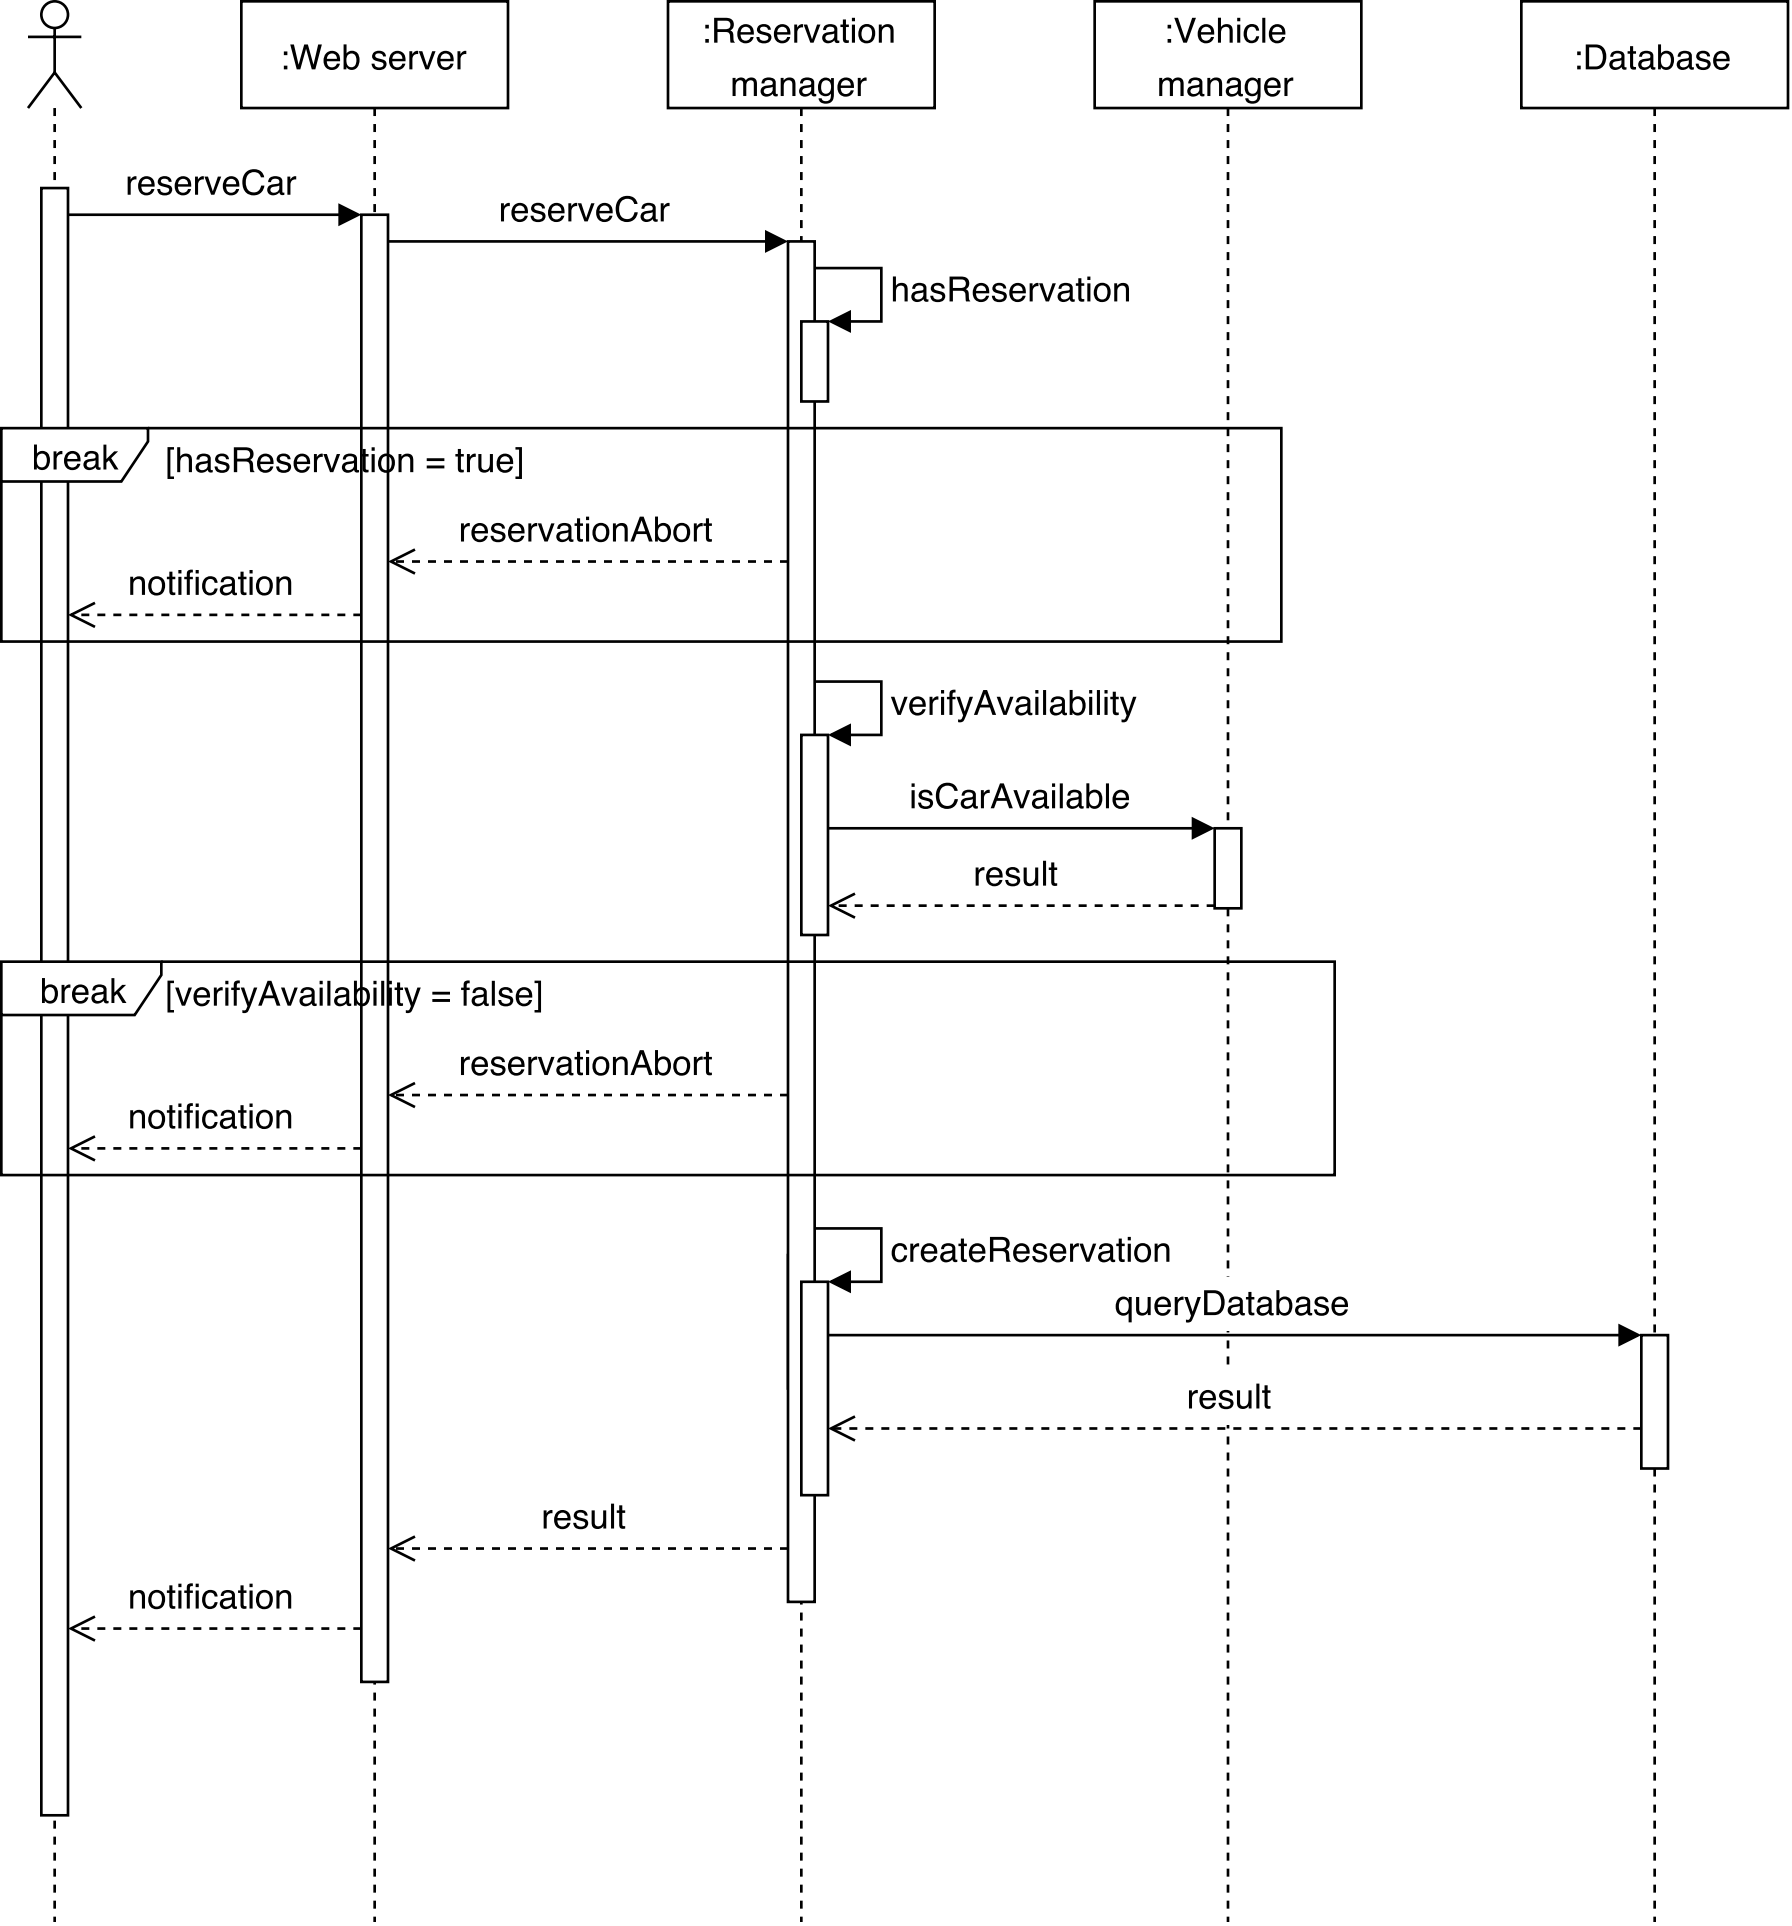 :Web server
:Reservation
manager
:Vehicle
manager
:Database
reserveCar
reserveCar
hasReservation
break
[hasReservation = true]
reservationAbort
notification
verifyAvailability
isCarAvailable
result
break
[verifyAvailability = false]
reservationAbort
notification
createReservation
queryDatabase
result
result
notification